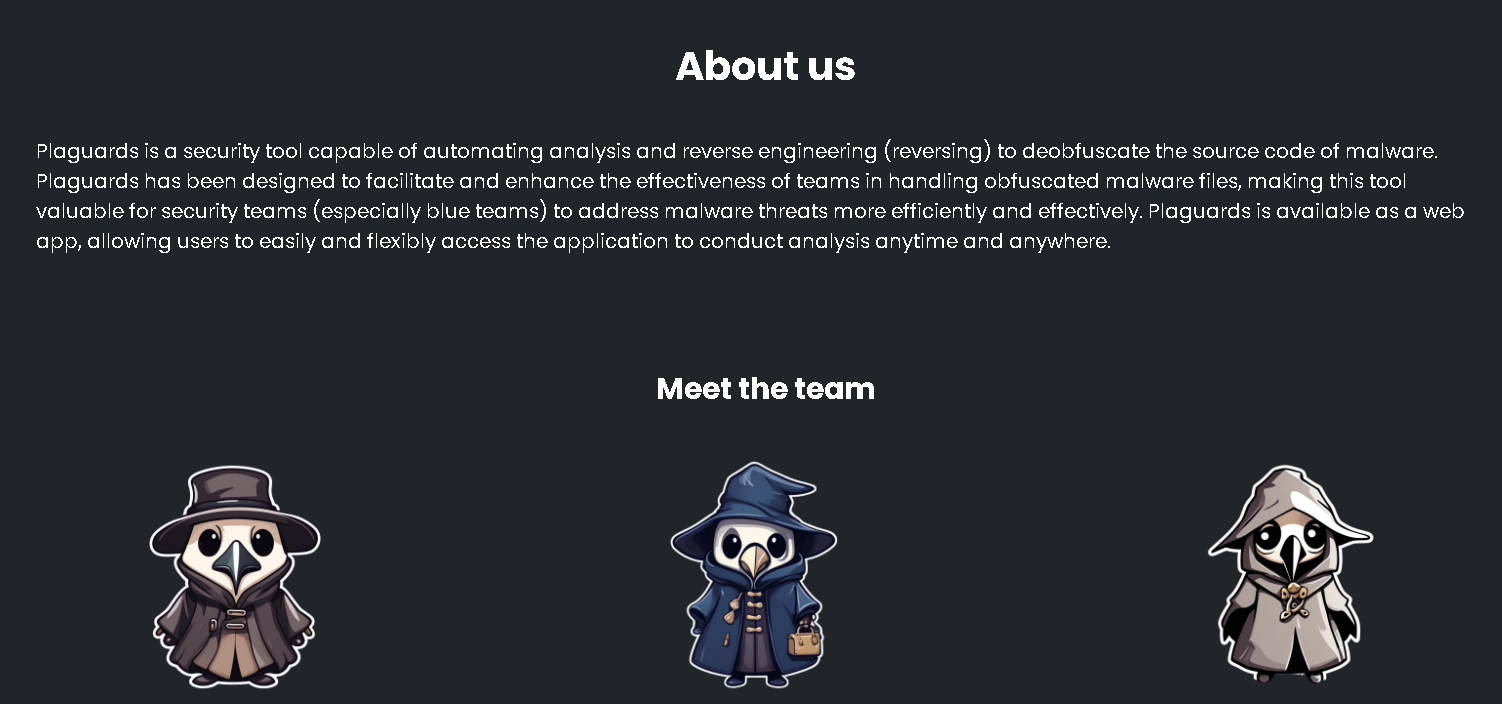 About us
Plaguards is a security tool capable of automating analysis and reverse engineering (reversing) to deobfuscate the source code of malware.
Plaguards has been designed to facilitate and enhance the effectiveness of teams in handling obfuscated malware files, making this tool
valuable for security teams (especially blue teams) to address malware threats more efficiently and effectively. Plaguards is available as a web
app, allowing users to easily and flexibly access the application to conduct analysis anytime and anywhere.
Meet the team